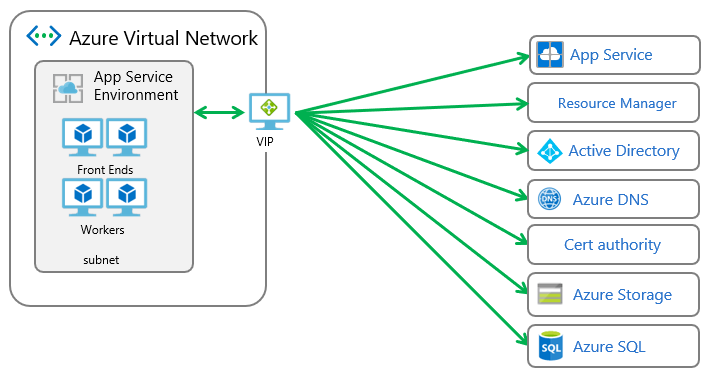 Azure Virtual Network
App Service
Environment
Front Ends
Workers
subnet
VIP
App Service
Resource Manager
Active Directory
DNS
Azure DNS
Cert authority
Azure Storage
SQL
Azure SQL